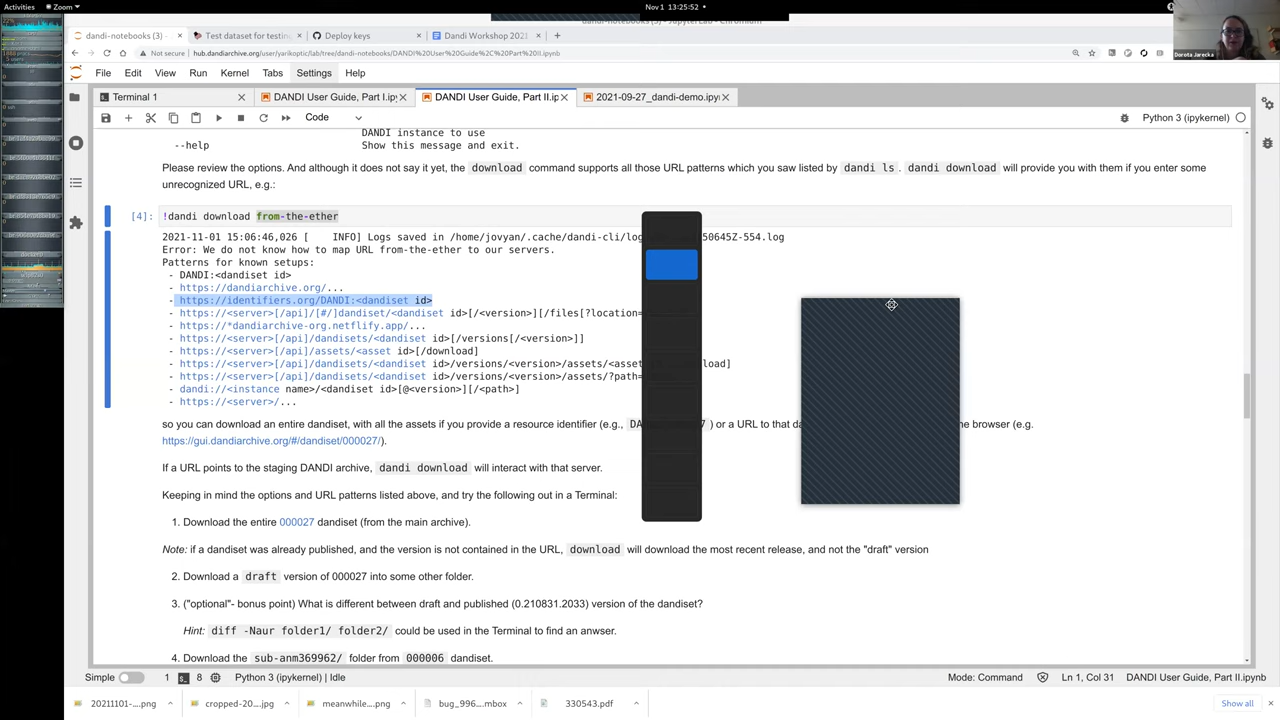 Activities
Zoom
Nov 1 13:25:52
dandi-notebooks (3)
Test dataset for testing
Deploy keys
Dandi Workshop 2021
Not secure
hub.dandiarchive.org/user/yarikoptic/lab/tree/dandi-notebooks/DANDI%20User%20Guide%2C%20Part%20II.ipynb
Dorota Jarecka
File Edit View Run Kernel Tabs Settings Help
Terminal 1
DANDI User Guide, Part I.ipy
DANDI User Guide, Part II.ip
2021-09-27_dandi-demo.ipy
Code
Python 3 (ipykernel)
DANDI instance to use
--help Show this message and exit.
Please review the options. And although it does not say it yet, the download command supports all those URL patterns which you saw listed by dandi ls . dandi download will provide you with them if you enter some
unrecognized URL, e.g.:
[4]: !dandi download from-the-ether
2021-11-01 15:06:46,026 [ INFO] Logs saved in /home/jovyan/.cache/dandi-cli/log 50645Z-554.log
Error: We do not know how to map URL from-the-ether to our servers.
Patterns for known setups:
- DANDI:<dandiset id>
- https://dandiarchive.org/...
- https://identifiers.org/DANDI:<dandiset id>
- https://<server>[/api]/[#/]dandiset/<dandiset id>[/<version>][/files[?location=
- https://*dandiarchive-org.netflify.app/...
- https://<server>[/api]/dandisets/<dandiset id>[/versions[/<version>]]
- https://<server>[/api]/assets/<asset id>[/download]
- https://<server>[/api]/dandisets/<dandiset id>/versions/<version>/assets/<asset load]
- https://<server>[/api]/dandisets/<dandiset id>/versions/<version>/assets/?path=
- dandi://<instance name>/<dandiset id>[@<version>][/<path>]
- https://<server>/...
so you can download an entire dandiset, with all the assets if you provide a resource identifier (e.g., DA 7 ) or a URL to that da the browser (e.g.
https://gui.dandiarchive.org/#/dandiset/000027/).
If a URL points to the staging DANDI archive, dandi download will interact with that server.
Keeping in mind the options and URL patterns listed above, and try the following out in a Terminal:
1. Download the entire 000027 dandiset (from the main archive).
Note: if a dandiset was already published, and the version is not contained in the URL, download will download the most recent release, and not the "draft" version
2. Download a draft version of 000027 into some other folder.
3. ("optional"- bonus point) What is different between draft and published (0.210831.2033) version of the dandiset?
Hint: diff -Naur folder1/ folder2/ could be used in the Terminal to find an anwser.
4. Download the sub-anm369962/ folder from 000006 dandiset.
Simple 1 8 Python 3 (ipykernel) | Idle
Mode: Command
Ln 1, Col 31
DANDI User Guide, Part II.ipynb
20211101-....png
cropped-20....jpg
meanwhile....png
bug_996....mbox
330543.pdf
Show all